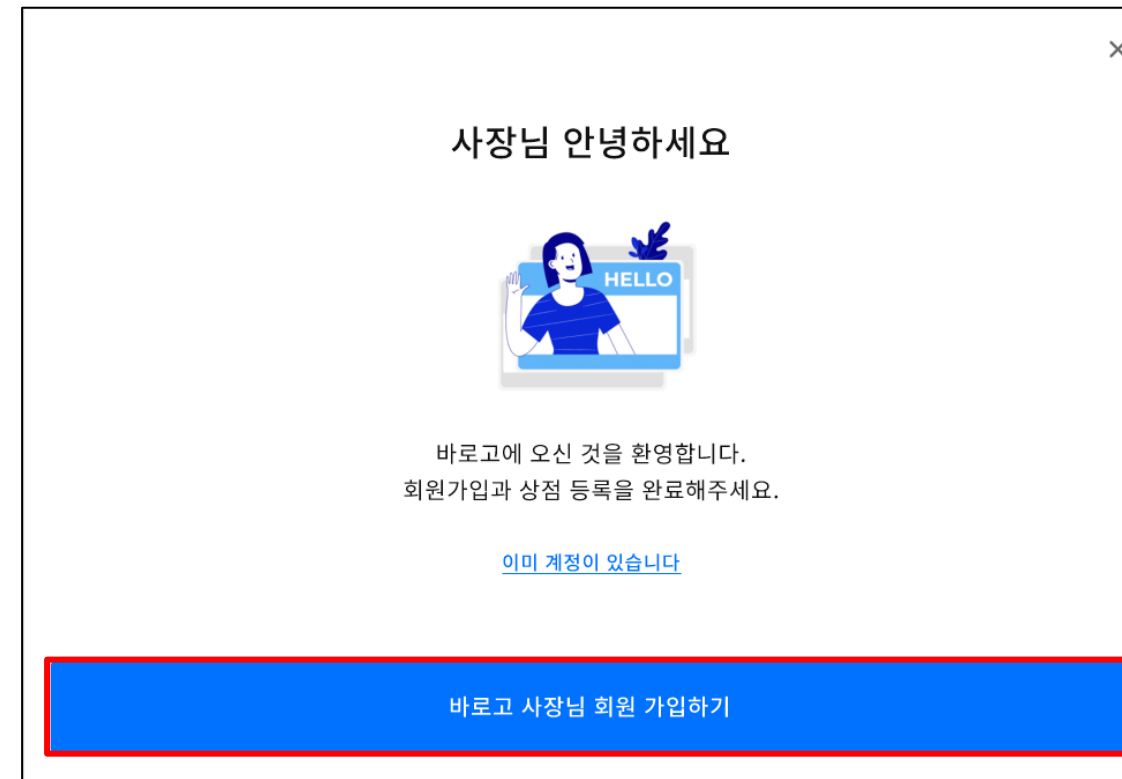 사장님 안녕하세요
HELLO
바로고에 오신 것을 환영합니다.
회원가입과 상점 등록을 완료해주세요.
이미 계정이 있습니다
바로고 사장님 회원 가입하기